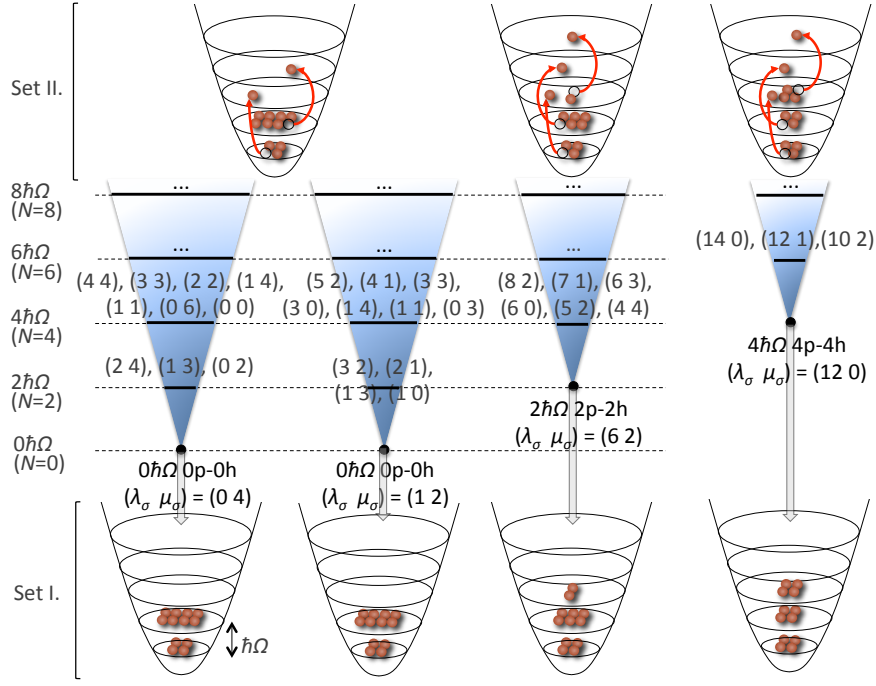 Set II.
8ħΩ
(N=8)
... ... ... ...
6ħΩ
(N=6)
... ... ...
(4 4), (3 3), (2 2), (1 4),
(1 1), (0 6), (0 0)
(5 2), (4 1), (3 3),
(3 0), (1 4), (1 1), (0 3)
(8 2), (7 1), (6 3),
(6 0), (5 2), (4 4)
(14 0), (12 1),(10 2)
4ħΩ
(N=4)
(2 4), (1 3), (0 2)
(3 2), (2 1),
(1 3), (1 0)
4ħΩ 4p-4h
(λσ μσ) = (12 0)
2ħΩ
(N=2)
2ħΩ 2p-2h
(λσ μσ) = (6 2)
0ħΩ
(N=0)
0ħΩ 0p-0h
(λσ μσ) = (0 4)
0ħΩ 0p-0h
(λσ μσ) = (1 2)
Set I.
ħΩ